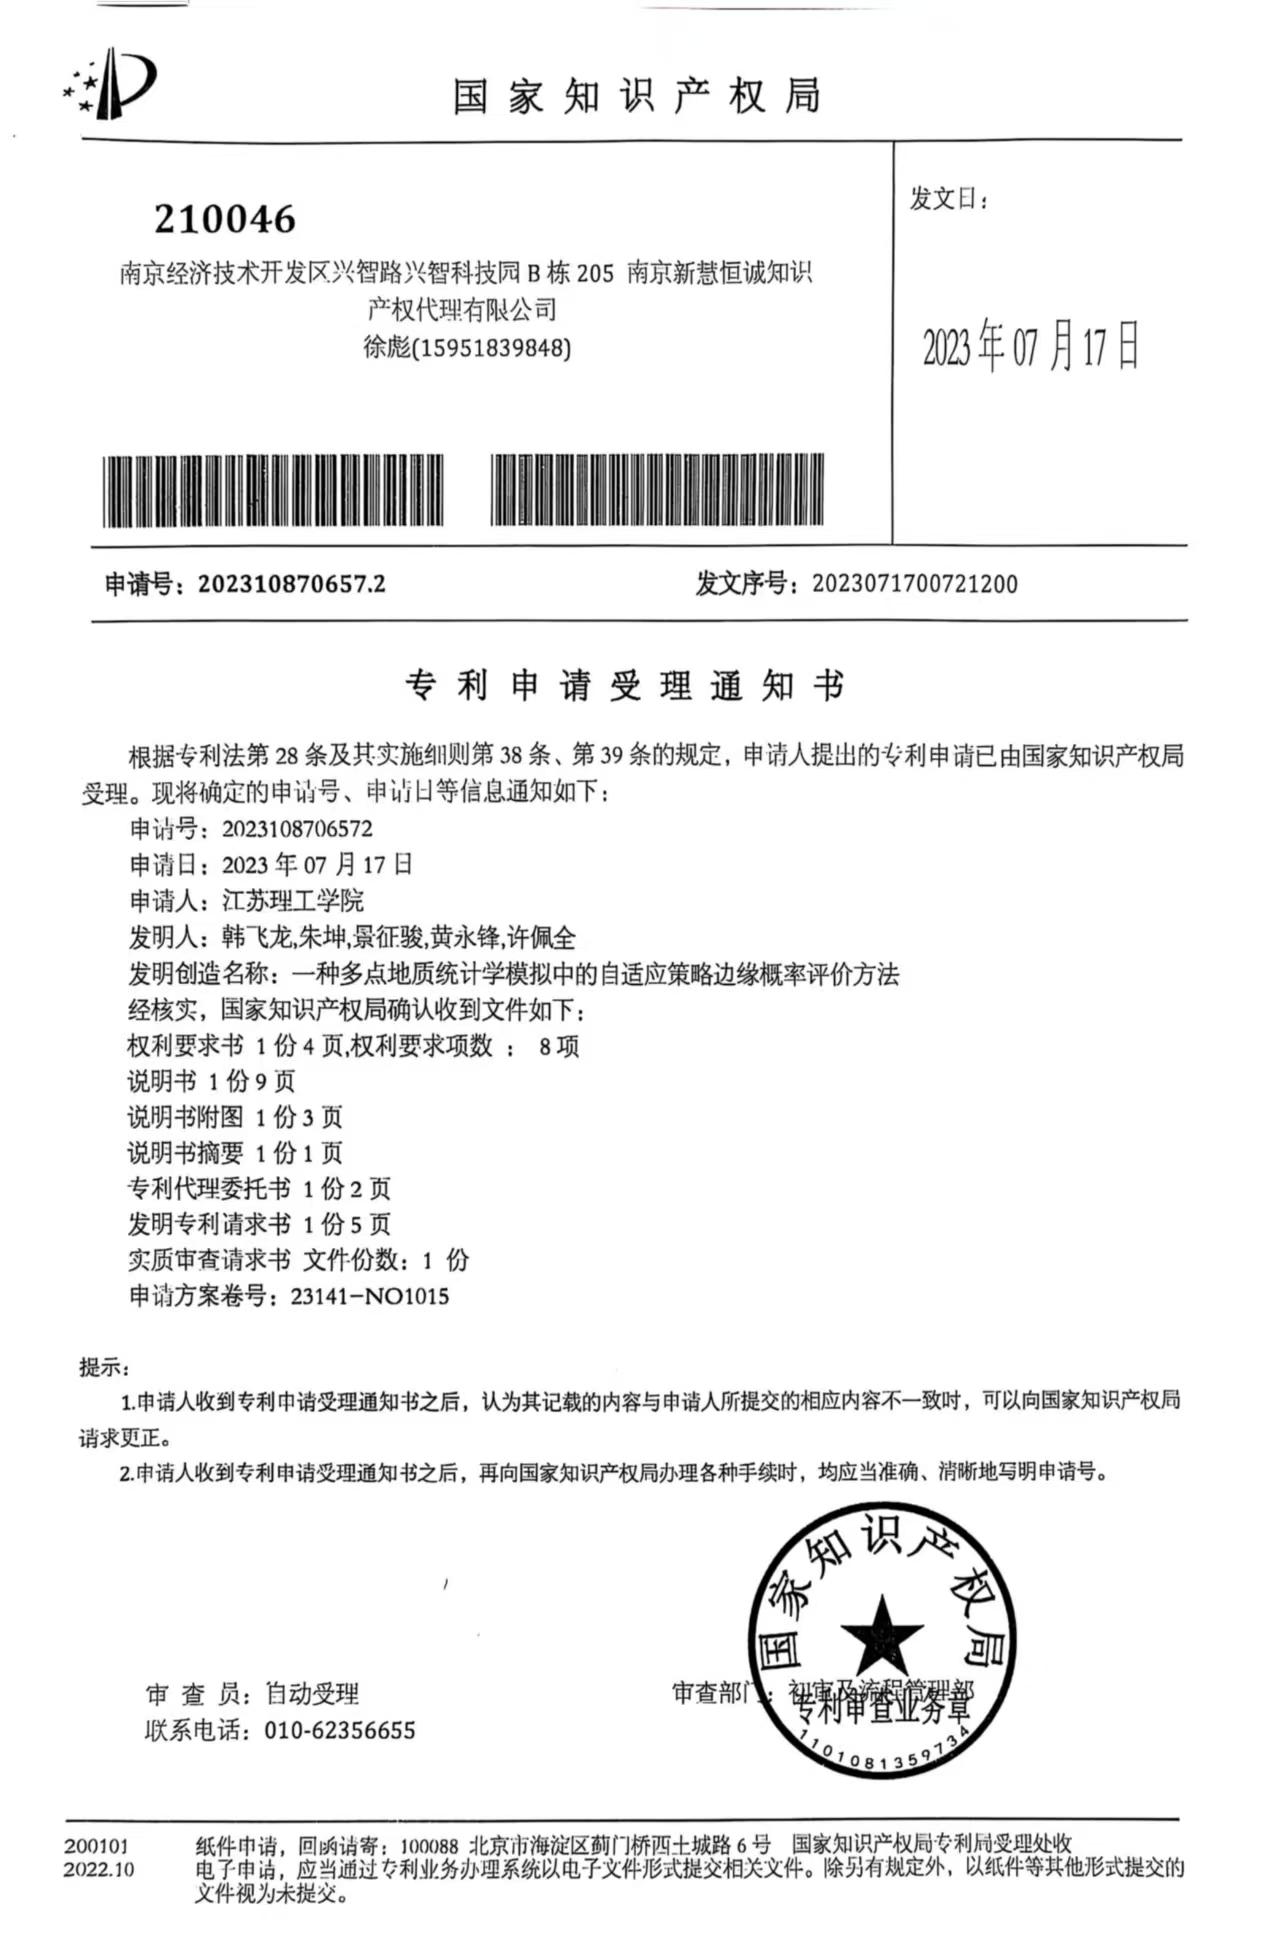 国家知识产权局
210046
南京经济技术开发区兴智路兴智科技园 B 栋 205  南京新慧恒诚知识
产权代理有限公司
徐彪(15951839848)
发文日：
2023 年 07 月 17 日
申请号：202310870657.2
发文序号：2023071700721200
专利申请受理通知书
根据专利法第 28 条及其实施细则第 38 条、第 39 条的规定，申请人提出的专利申请已由国家知识产权局
受理。现将确定的申请号、申请日等信息通知如下：
申请号：2023108706572
申请日：2023 年 07 月 17 日
申请人：江苏理工学院
发明人：韩飞龙,朱坤,景征骏,黄永锋,许佩全
发明创造名称：一种多点地质统计学模拟中的自适应策略边缘概率评价方法
经核实，国家知识产权局确认收到文件如下：
权利要求书 1 份 4 页,权利要求项数 ： 8 项
说明书 1 份 9 页
说明书附图 1 份 3 页
说明书摘要 1 份 1 页
专利代理委托书 1 份 2 页
发明专利请求书 1 份 5 页
实质审查请求书 文件份数：1 份
申请方案卷号：23141-NO1015
提示：
1.申请人收到专利申请受理通知书之后，认为其记载的内容与申请人所提交的相应内容不一致时，可以向国家知识产权局
请求更正。
2.申请人收到专利申请受理通知书之后，再向国家知识产权局办理各种手续时，均应当准确、清晰地写明申请号。
国家知识产权局
审 查 员：自动受理
审查部门：初审及流程管理部
专利审查业务章
联系电话：010-62356655
1101081359734
200101
纸件申请，回函请寄：100088 北京市海淀区蓟门桥西土城路 6 号 国家知识产权局专利局受理处收
2022.10
电子申请，应当通过专利业务办理系统以电子文件形式提交相关文件。除另有规定外，以纸件等其他形式提交的
文件视为未提交。